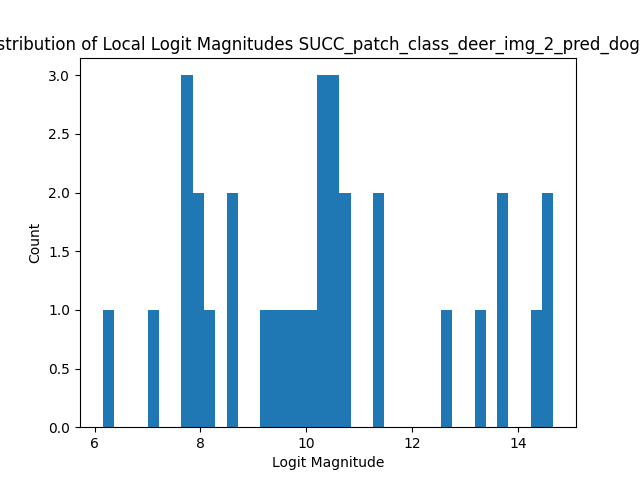 stribution of Local Logit Magnitudes SUCC_patch_class_deer_img_2_pred_dog
3.0
2.5
2.0
1.5
1.0
0.5
0.0
Count
6 8 10 12 14
Logit Magnitude